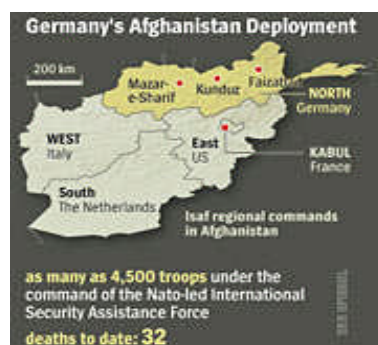 Germany's Afghanistan Deployment
200 km
Mazar-
e-Sharif
Kunduz
Faizabad
NORTH
Germany
WEST
Italy
East
US
KABUL
France
South
The Netherlands
Isaf regional commands
in Afghanistan
as many as 4,500 troops under the
command of the Nato-led International
Security Assistance Force
deaths to date: 32
DER SPIEGEL